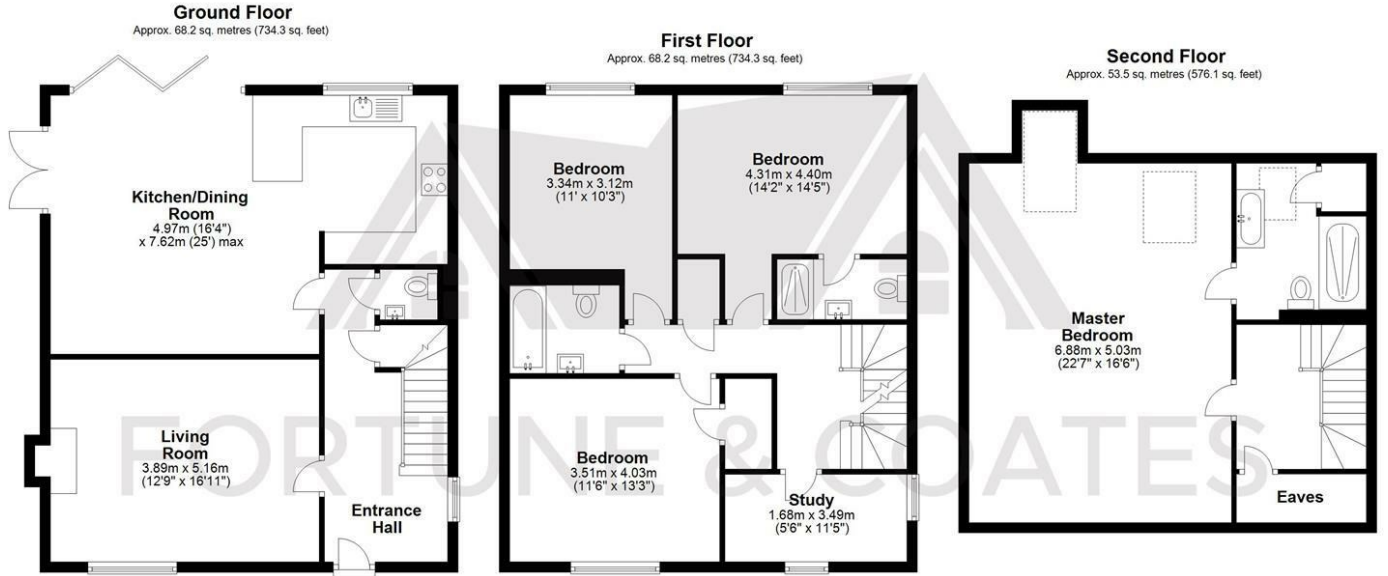 Ground Floor
Approx. 68.2 sq. metres (734.3 sq. feet)
Kitchen/Dining
Room
4.97m (16'4")
x 7.62m (25') max
Living
Room
3.89m x 5.16m
(12'9" x 16'11")
Entrance
Hall
First Floor
Approx. 68.2 sq. metres (734.3 sq. feet)
Bedroom
3.34m x 3.12m
(11' x 10'3")
Bedroom
4.31m x 4.40m
(14'2" x 14'5")
Bedroom
3.51m x 4.03m
(11'6" x 13'3")
Study
1.68m x 3.49m
(5'6" x 11'5")
Second Floor
Approx. 53.5 sq. metres (576.1 sq. feet)
Master
Bedroom
6.88m x 5.03m
(22'7" x 16'6")
Eaves
FORTUNE & COATES